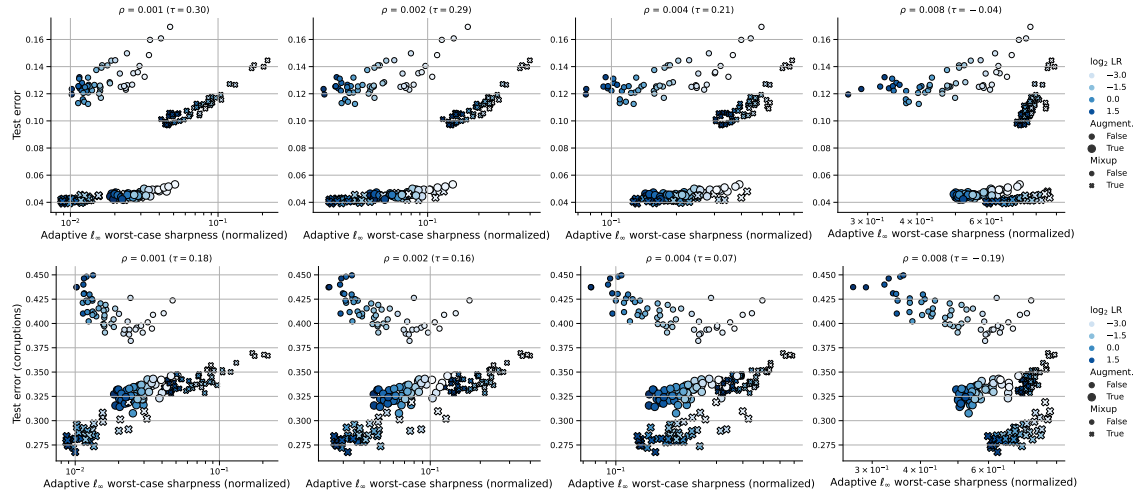 ρ = 0.001 (τ = 0.30)
ρ = 0.002 (τ = 0.29)
ρ = 0.004 (τ = 0.21)
ρ = 0.008 (τ = −0.04)
Test error
0.16
0.14
0.12
0.10
0.08
0.06
0.04
10⁻²
10⁻¹
10⁻¹
10⁻¹
3 × 10⁻¹
4 × 10⁻¹
6 × 10⁻¹
Adaptive ℓ∞ worst-case sharpness (normalized)
Adaptive ℓ∞ worst-case sharpness (normalized)
Adaptive ℓ∞ worst-case sharpness (normalized)
Adaptive ℓ∞ worst-case sharpness (normalized)
log₂ LR
−3.0
−1.5
0.0
1.5
Augment.
False
True
Mixup
False
True
ρ = 0.001 (τ = 0.18)
ρ = 0.002 (τ = 0.16)
ρ = 0.004 (τ = 0.07)
ρ = 0.008 (τ = −0.19)
Test error (corruptions)
0.450
0.425
0.400
0.375
0.350
0.325
0.300
0.275
10⁻²
10⁻¹
10⁻¹
10⁻¹
3 × 10⁻¹
4 × 10⁻¹
6 × 10⁻¹
Adaptive ℓ∞ worst-case sharpness (normalized)
Adaptive ℓ∞ worst-case sharpness (normalized)
Adaptive ℓ∞ worst-case sharpness (normalized)
Adaptive ℓ∞ worst-case sharpness (normalized)
log₂ LR
−3.0
−1.5
0.0
1.5
Augment.
False
True
Mixup
False
True